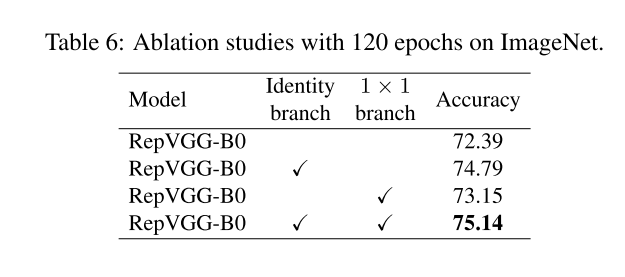 Table 6: Ablation studies with 120 epochs on ImageNet.
Model Identity branch 1 × 1 branch Accuracy
RepVGG-B0 72.39
RepVGG-B0 ✓ 74.79
RepVGG-B0 ✓ 73.15
RepVGG-B0 ✓ ✓ 75.14